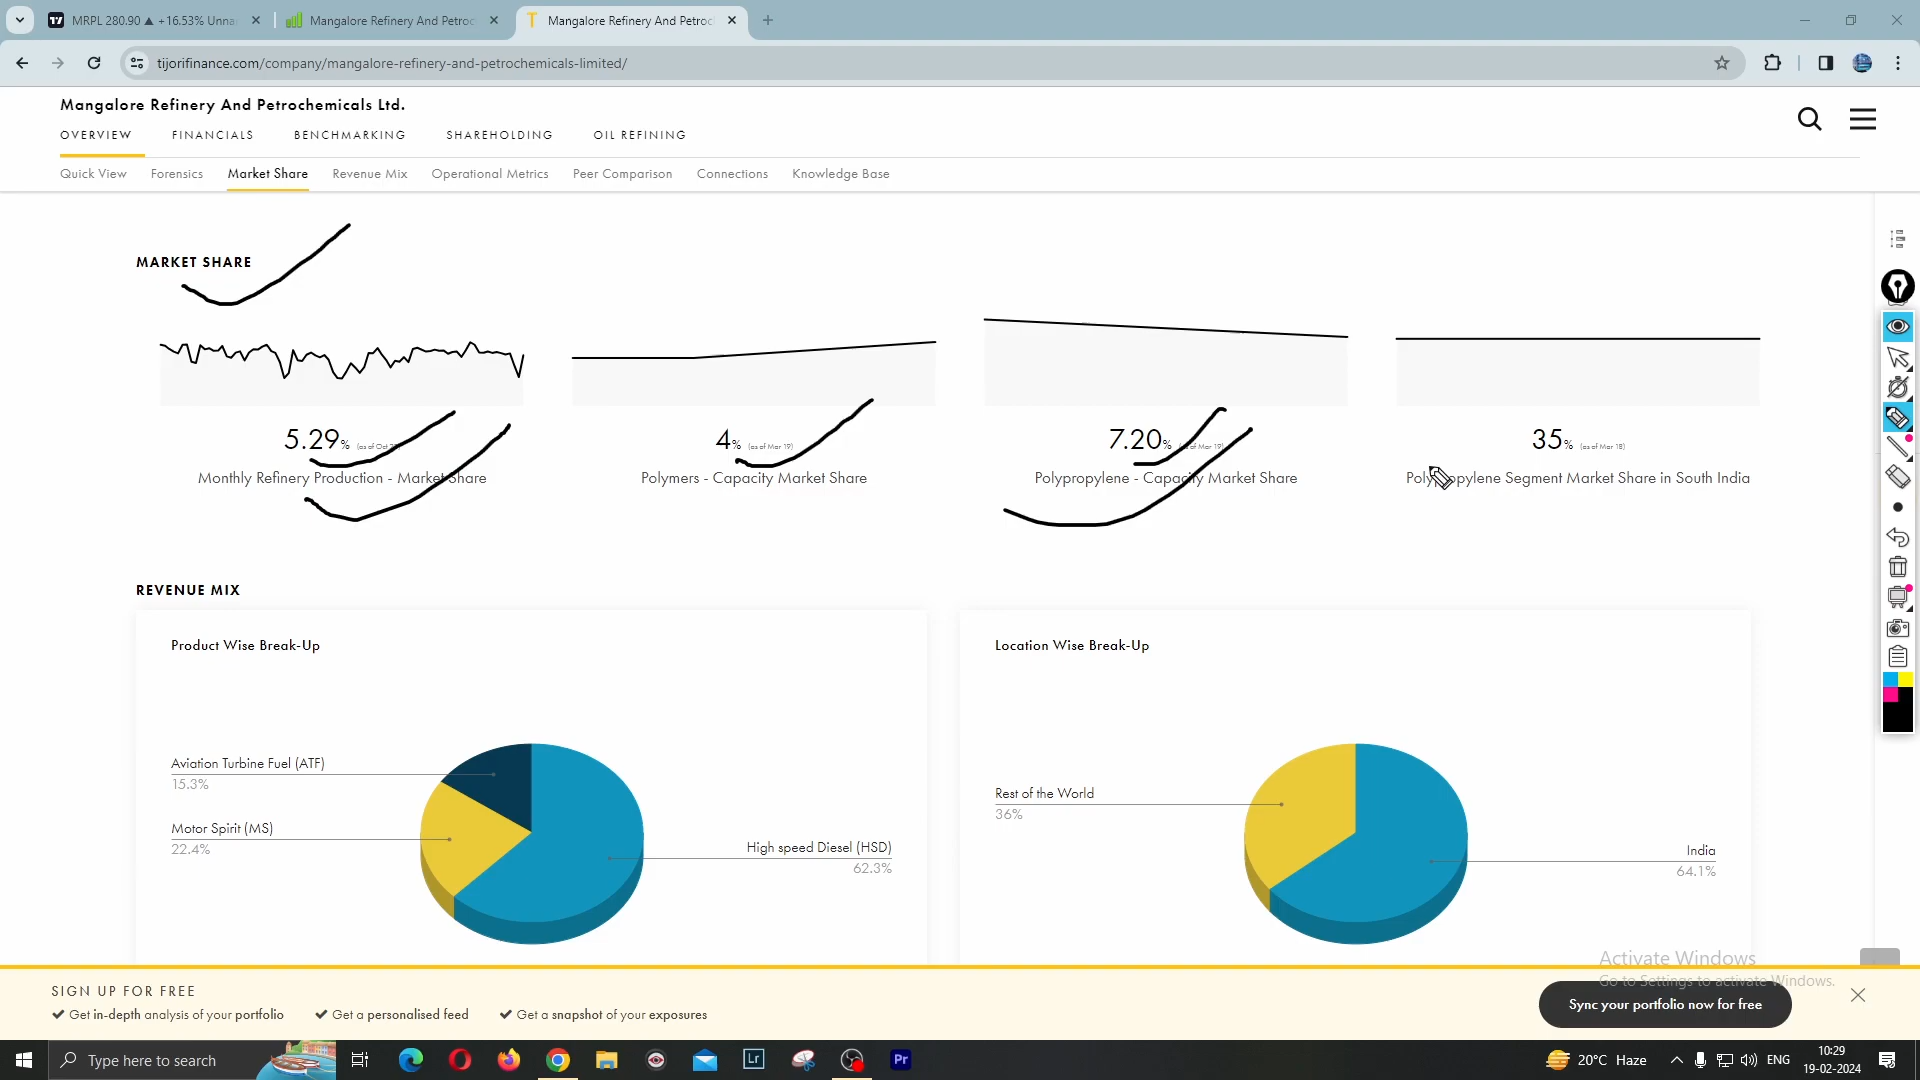 MRPL 280.90 ▲ +16.53% Unna
Mangalore Refinery And Petroc
Mangalore Refinery And Petroc
tijorifinance.com/company/mangalore-refinery-and-petrochemicals-limited/
Mangalore Refinery And Petrochemicals Ltd.
OVERVIEW FINANCIALS BENCHMARKING SHAREHOLDING OIL REFINING
Quick View Forensics Market Share Revenue Mix Operational Metrics Peer Comparison Connections Knowledge Base
MARKET SHARE
5.29% (as of Oct
Monthly Refinery Production - Market Share
4% (as of Mar 19)
Polymers - Capacity Market Share
7.20% of Mar 19)
Polypropylene - Capacity Market Share
35% (as of Mar 18)
Polypropylene Segment Market Share in South India
REVENUE MIX
Product Wise Break-Up
Aviation Turbine Fuel (ATF)
15.3%
Motor Spirit (MS)
22.4%
High speed Diesel (HSD)
62.3%
Location Wise Break-Up
Rest of the World
36%
India
64.1%
Activate Windows
Go to Settings to activate Windows.
SIGN UP FOR FREE
Get in-depth analysis of your portfolio Get a personalised feed Get a snapshot of your exposures
Sync your portfolio now for free
Type here to search
Lr
Pr
20°C Haze
ENG
10:29
19-02-2024